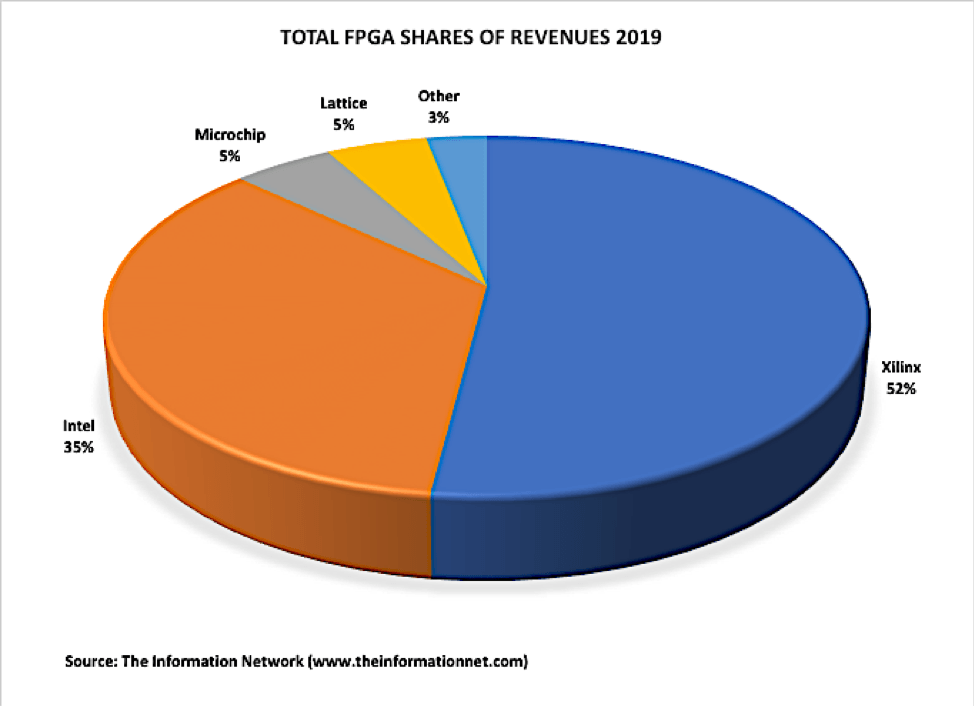 TOTAL FPGA SHARES OF REVENUES 2019
Other
3%
Lattice
5%
Microchip
5%
Xilinx
52%
Intel
35%
Source: The Information Network (www.theinformationnet.com)